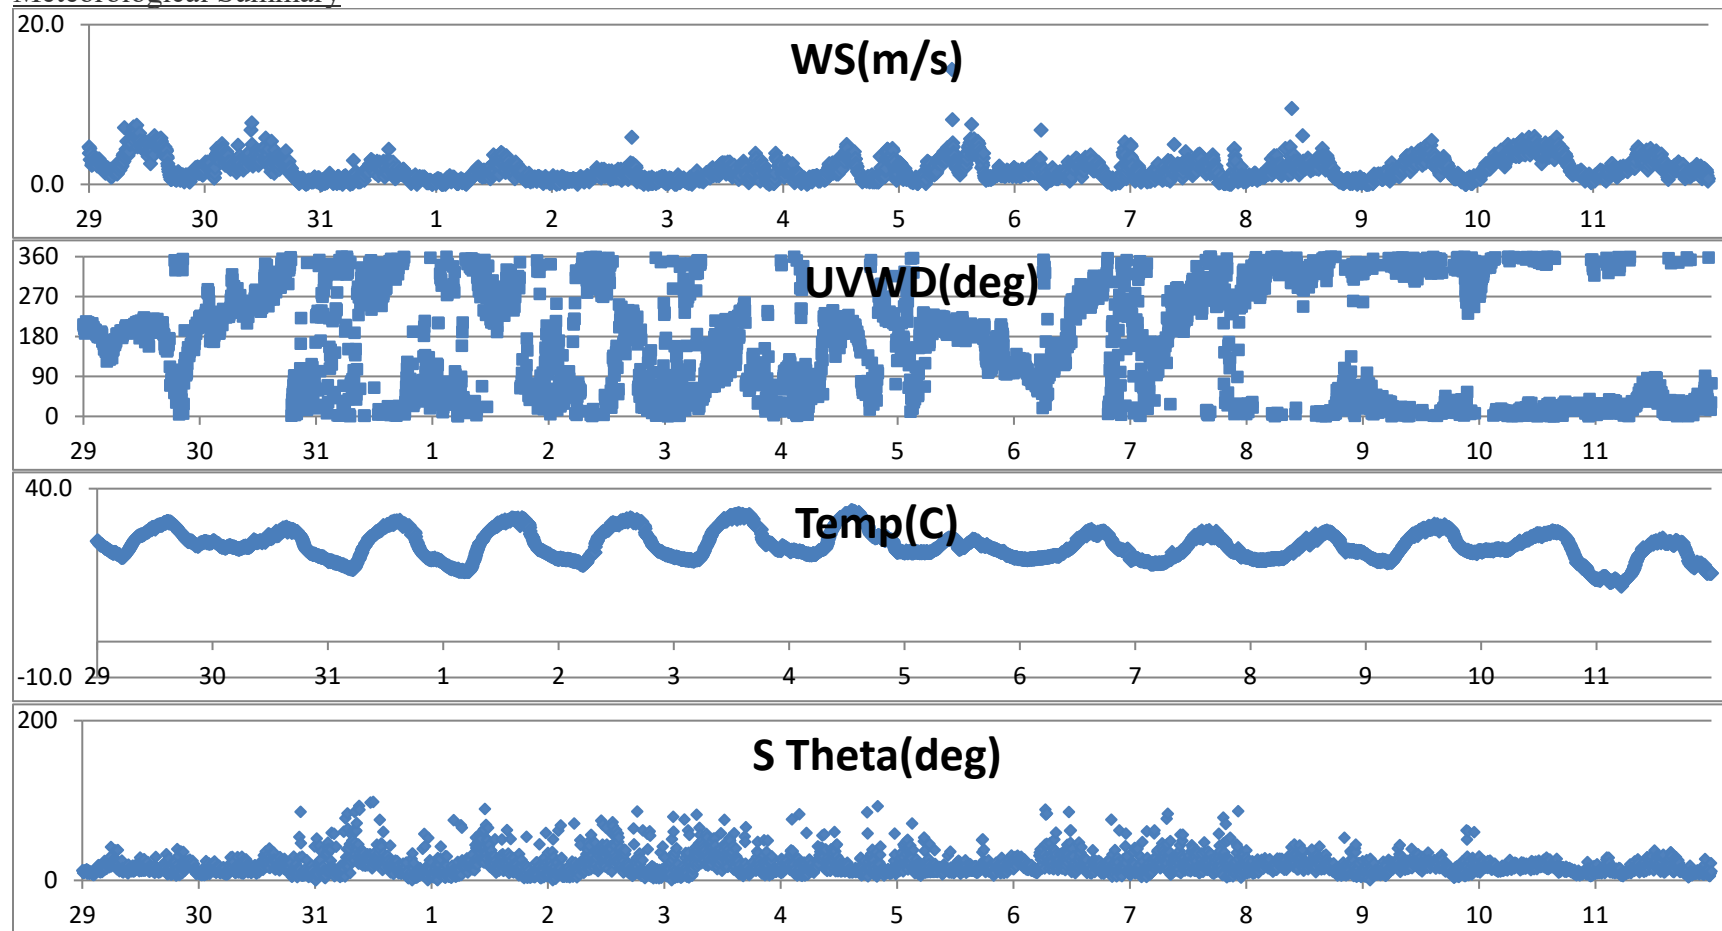 Meteorological Summary
20.0
WS(m/s)
0.0
29 30 31 1 2 3 4 5 6 7 8 9 10 11
360
270
UVWD(deg)
180
90
0
29 30 31 1 2 3 4 5 6 7 8 9 10 11
40.0
Temp(C)
-10.0 29 30 31 1 2 3 4 5 6 7 8 9 10 11
200
S Theta(deg)
0
29 30 31 1 2 3 4 5 6 7 8 9 10 11